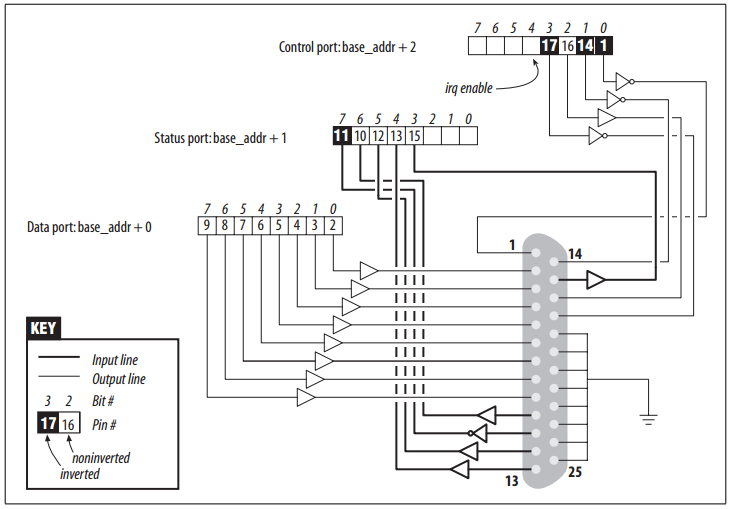 7 6 5 4 3 2 1 0
Control port: base_addr + 2
17 16 14 1
irq enable
7 6 5 4 3 2 1 0
Status port: base_addr + 1
11 10 12 13 15
7 6 5 4 3 2 1 0
Data port: base_addr + 0
9 8 7 6 5 4 3 2
1
14
KEY
Input line
Output line
3 2 Bit #
17 16 Pin #
noninverted
inverted
13
25